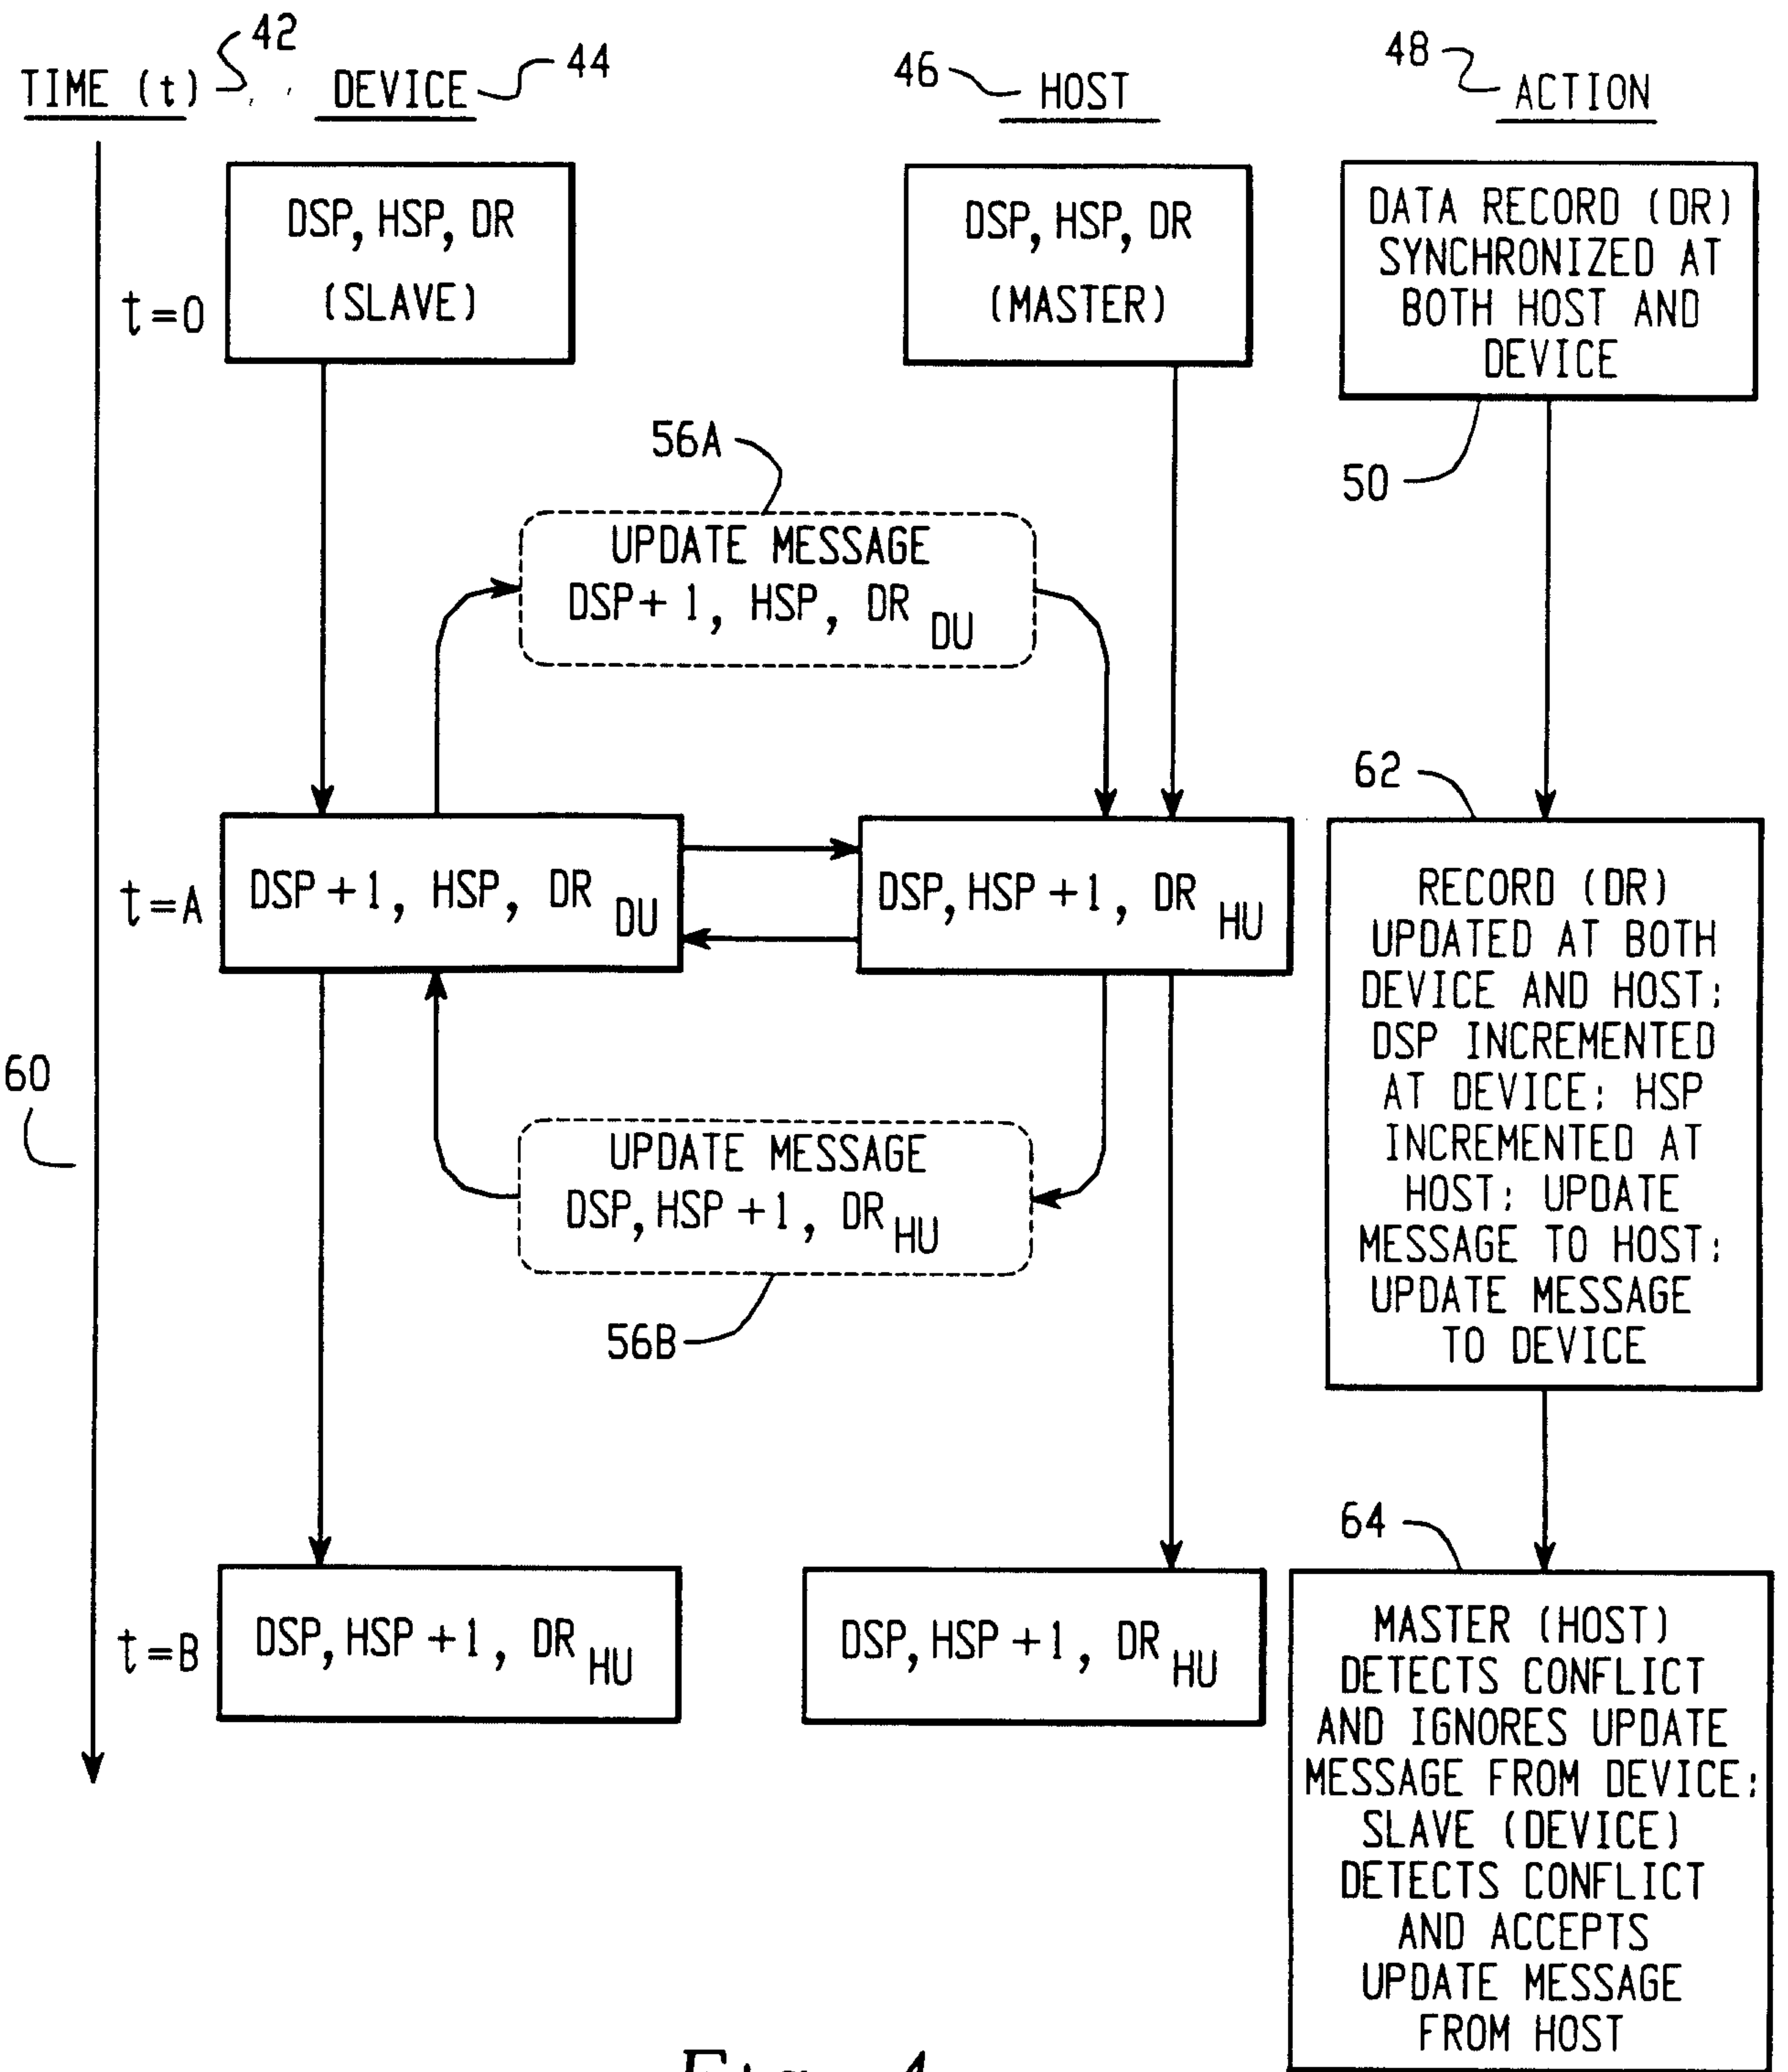 42
44
46
48
TIME (t)
DEVICE
HOST
ACTION
DSP, HSP, DR
(SLAVE)
DSP, HSP, DR
(MASTER)
DATA RECORD (DR)
SYNCHRONIZED AT
BOTH HOST AND
DEVICE
t=0
50
56A
UPDATE MESSAGE
DSP+1, HSP, DR DU
62
t=A
DSP+1, HSP, DR DU
DSP, HSP+1, DR HU
RECORD (DR)
UPDATED AT BOTH
DEVICE AND HOST;
DSP INCREMENTED
AT DEVICE; HSP
INCREMENTED AT
HOST; UPDATE
MESSAGE TO HOST;
UPDATE MESSAGE
TO DEVICE
60
UPDATE MESSAGE
DSP, HSP+1, DR HU
56B
64
t=B
DSP, HSP+1, DR HU
DSP, HSP+1, DR HU
MASTER (HOST)
DETECTS CONFLICT
AND IGNORES UPDATE
MESSAGE FROM DEVICE;
SLAVE (DEVICE)
DETECTS CONFLICT
AND ACCEPTS
UPDATE MESSAGE
FROM HOST